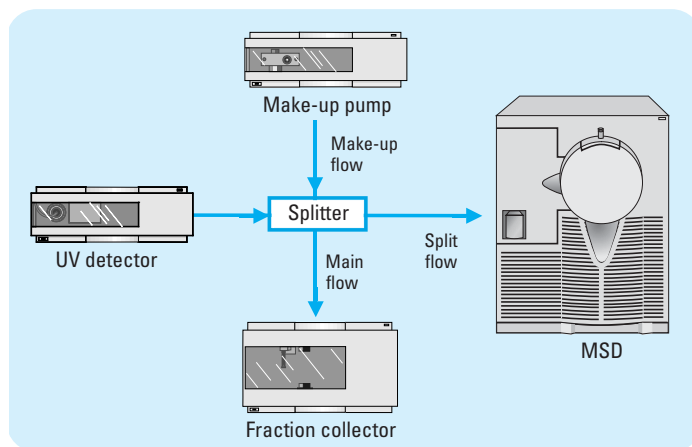 Make-up pump
Make-up
flow
Splitter
UV detector
Split
flow
Main
flow
MSD
Fraction collector